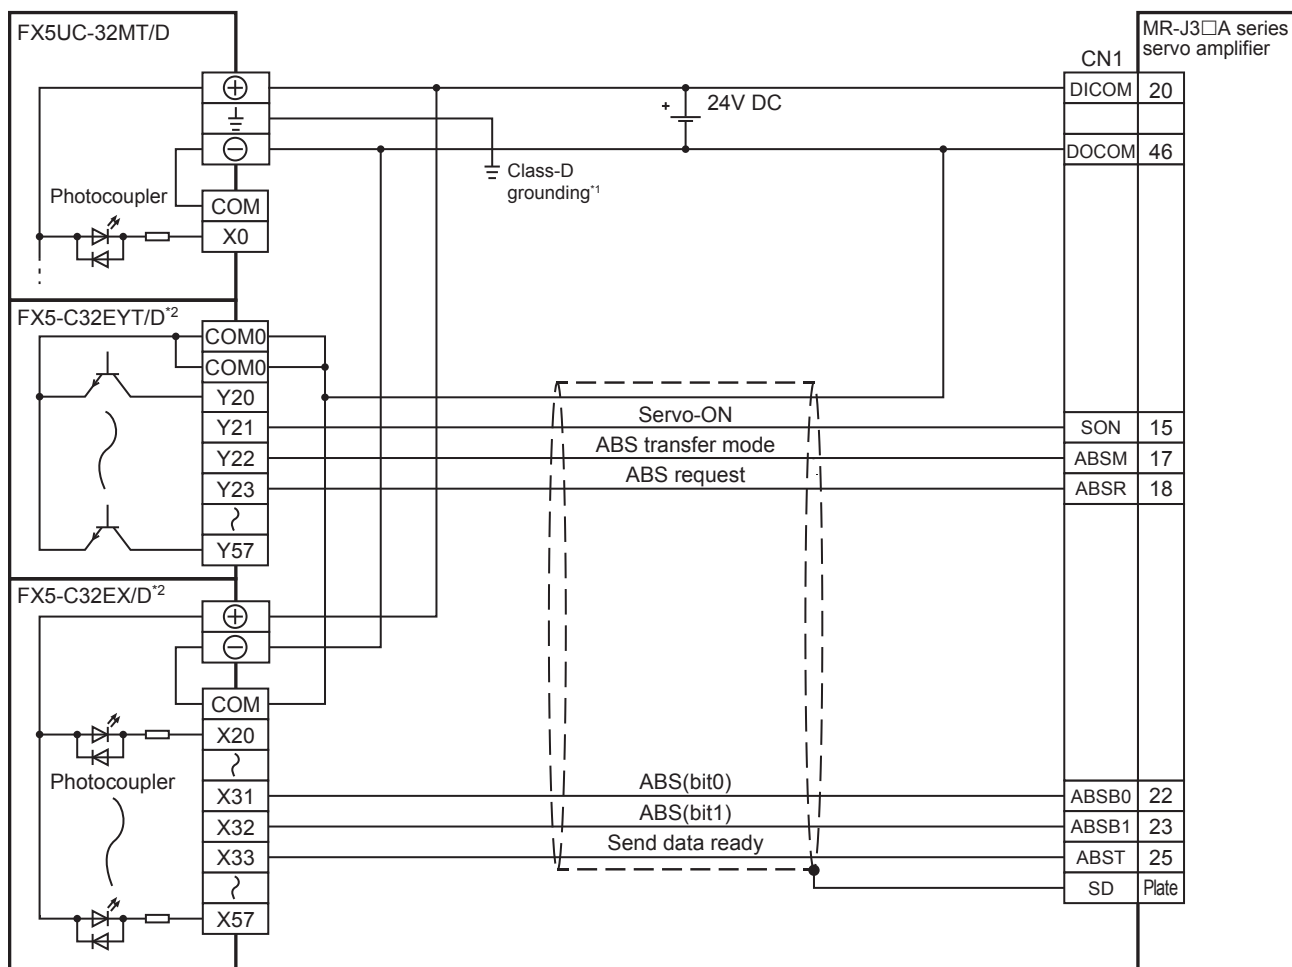 FX5UC-32MT/D
MR-J3□A series
servo amplifier
CN1
24V DC
+
DICOM 20
DOCOM 46
Class-D
grounding*1
Photocoupler
COM
X0
FX5-C32EYT/D*2
COM0
COM0
Y20
Y21 Servo-ON SON 15
Y22 ABS transfer mode ABSM 17
Y23 ABS request ABSR 18
Y57
FX5-C32EX/D*2
COM
X20
Photocoupler
X31 ABS(bit0) ABSB0 22
X32 ABS(bit1) ABSB1 23
X33 Send data ready ABST 25
SD Plate
X57